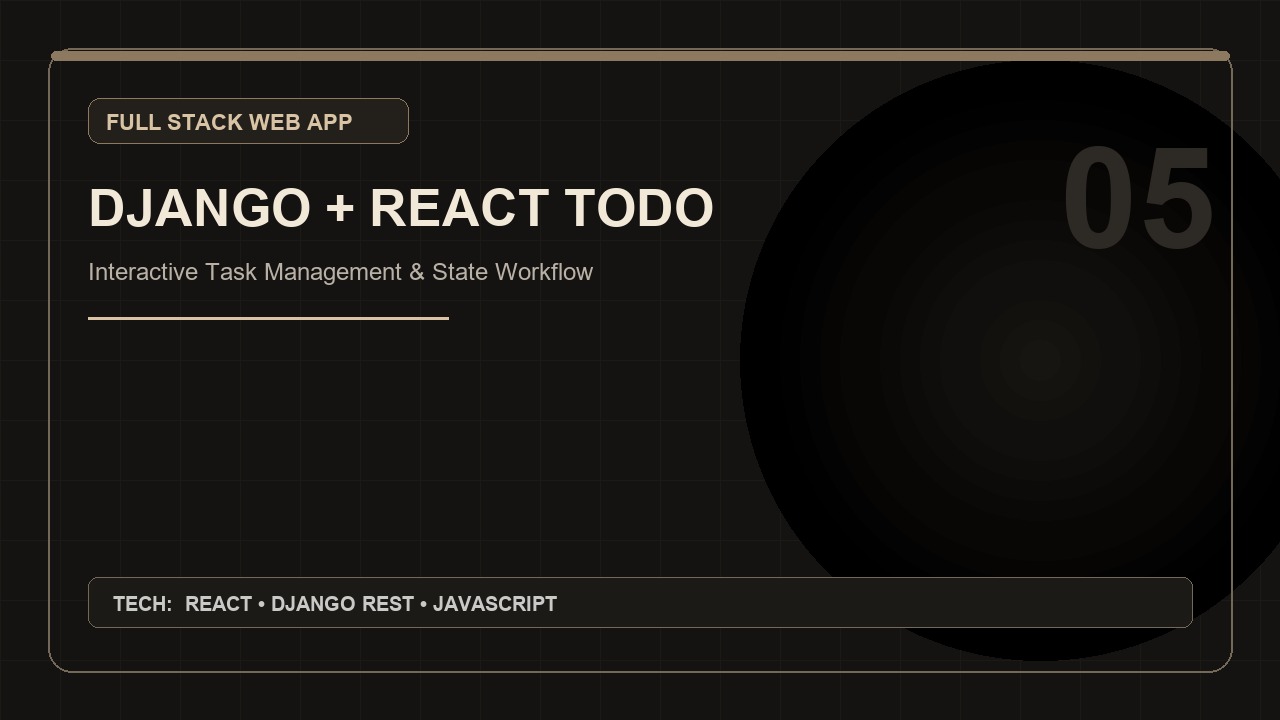 FULL STACK WEB APP
05
DJANGO + REACT TODO
Interactive Task Management & State Workflow
TECH: REACT • DJANGO REST • JAVASCRIPT